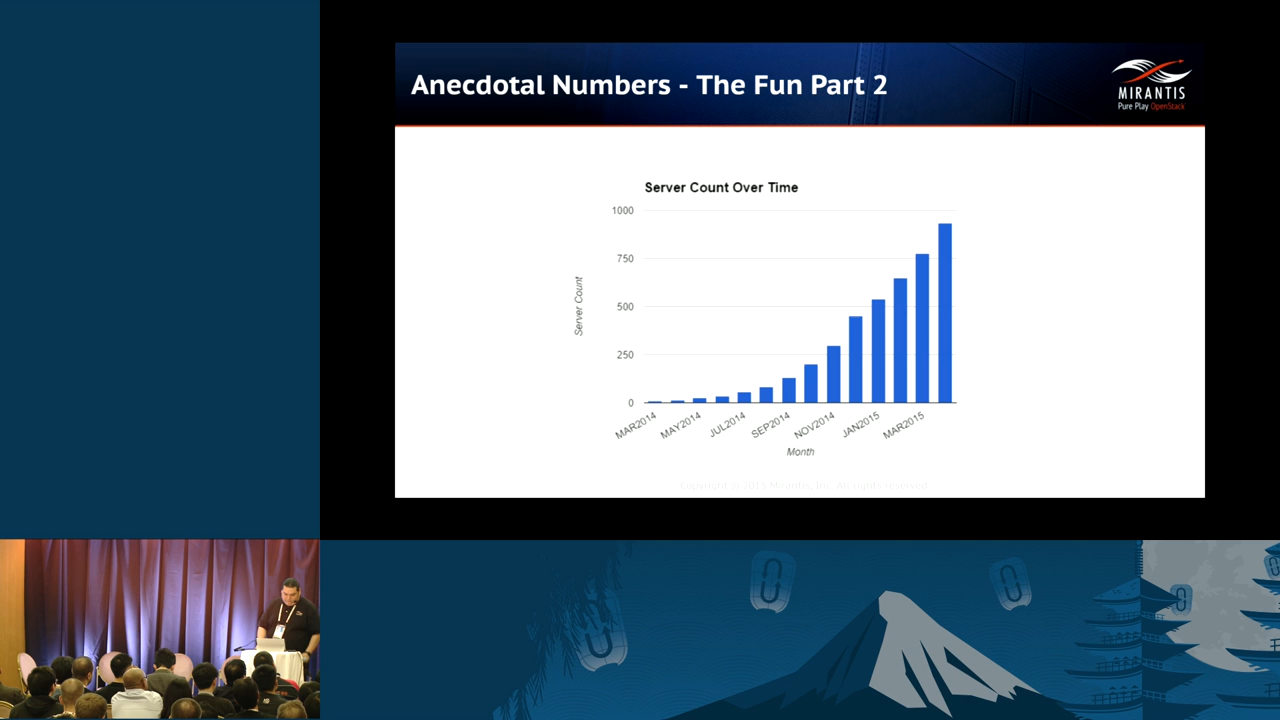 Anecdotal Numbers - The Fun Part 2
MIRANTIS
Pure Play OpenStack
Server Count Over Time
1000
750
500
250
0
Server Count
MAR2014
MAY2014
JUL2014
SEP2014
NOV2014
JAN2015
MAR2015
Month
Copyright © 2015 Mirantis, Inc. All rights reserved